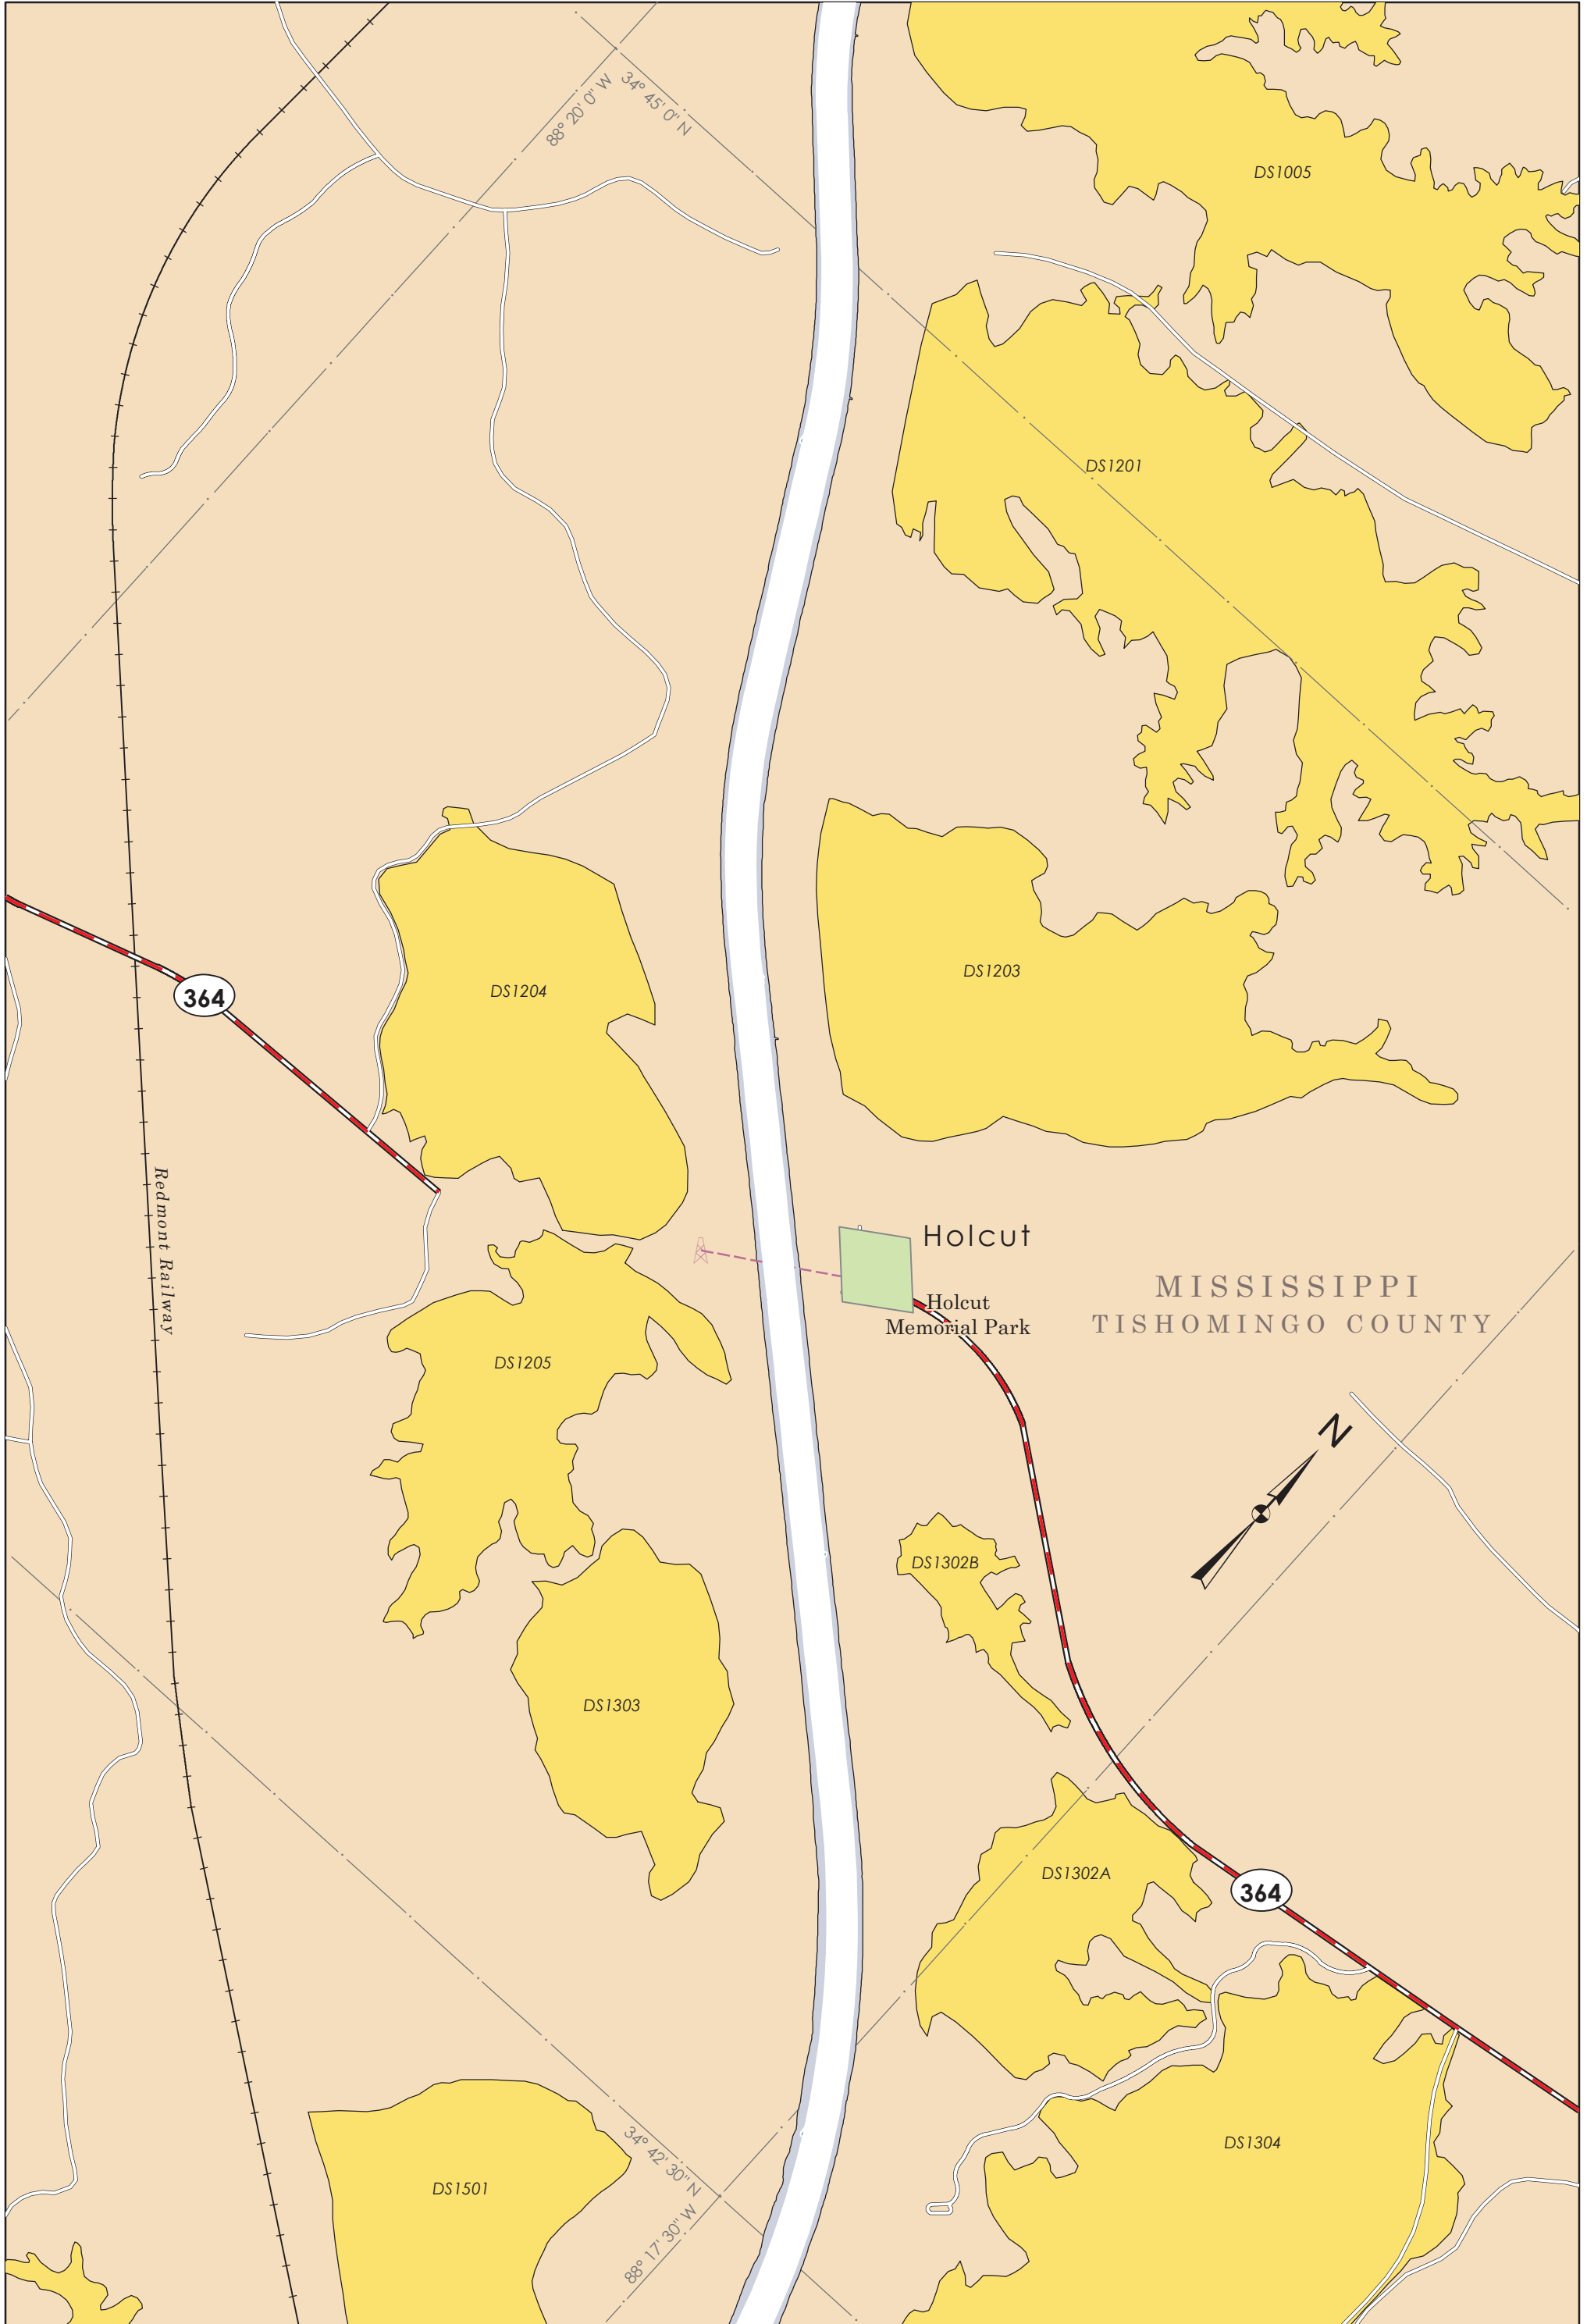 88° 20' 0" W
34° 45' 0" N
DS1005
DS1201
DS1203
DS1204
364
Redmont Railway
Holcut
Holcut
Memorial Park
MISSISSIPPI
TISHOMINGO COUNTY
DS1205
N
DS1302B
DS1303
DS1302A
364
34° 42' 30" N
88° 17' 30" W
DS1304
DS1501